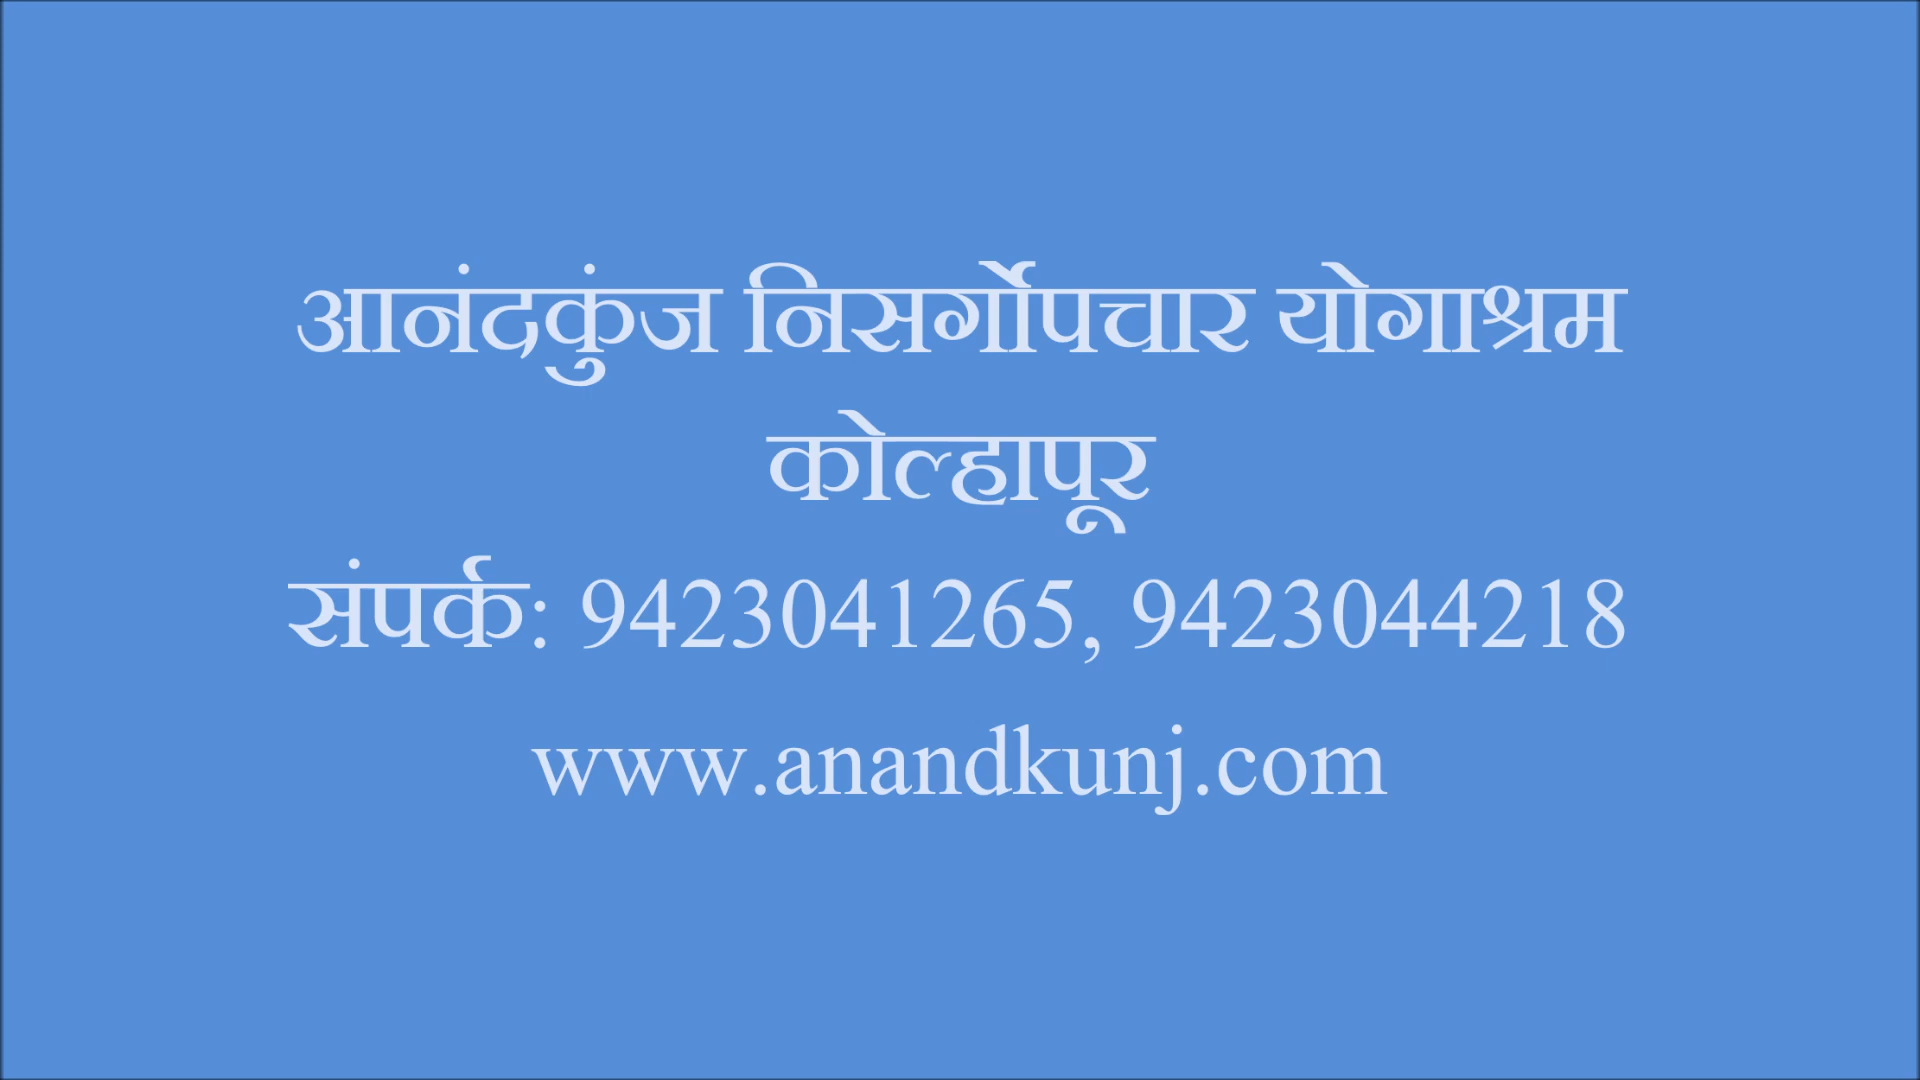 आनंदकुंज निसर्गोपचार योगाश्रम
कोल्हापूर
संपर्क: 9423041265, 9423044218
www.anandkunj.com